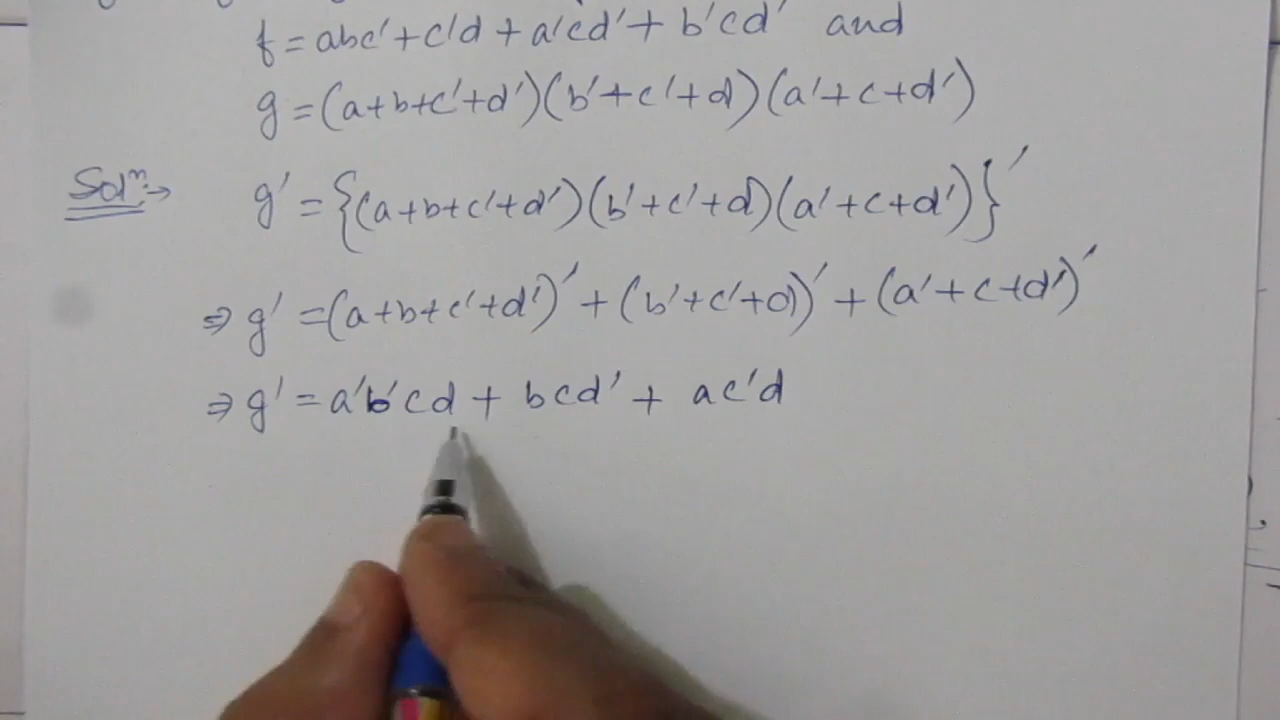 f = abc' + c'd + a'cd' + b'cd' and
g = (a+b+c'+d')(b'+c'+d)(a'+c+d')
Solⁿ:→ g' = {(a+b+c'+d')(b'+c'+d)(a'+c+d')}'
⇒ g' = (a+b+c'+d')' + (b'+c'+d)' + (a'+c+d')'
⇒ g' = a'b'cd + bcd' + ac'd